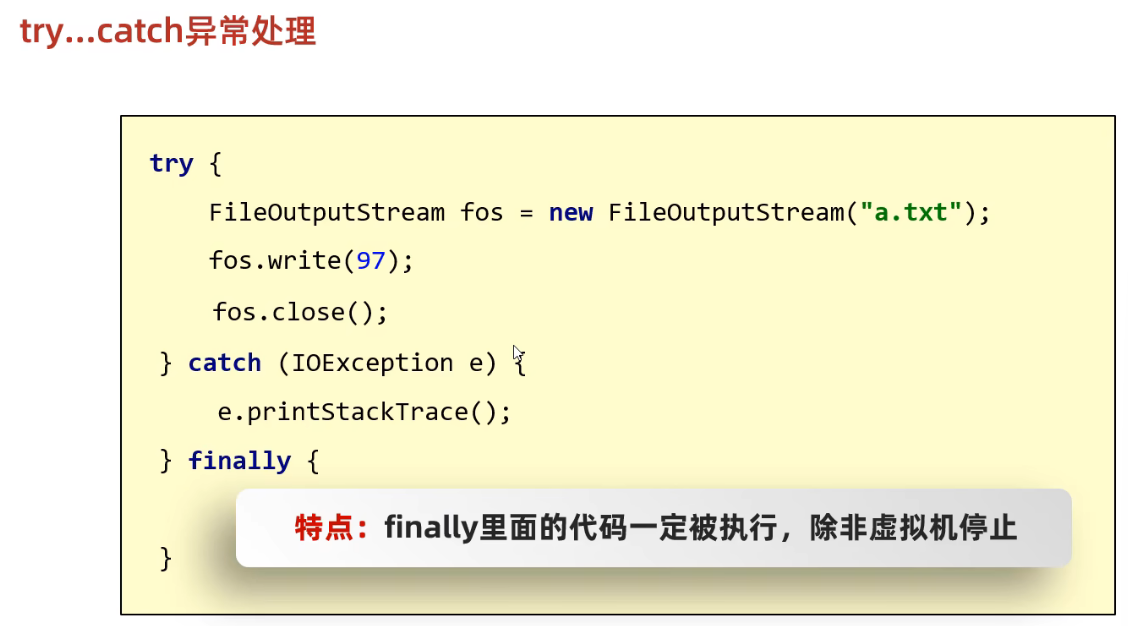 try...catch异常处理
try {
FileOutputStream fos = new FileOutputStream("a.txt");
fos.write(97);
fos.close();
} catch (IOException e) {
e.printStackTrace();
} finally {
特点：finally里面的代码一定被执行，除非虚拟机停止
}